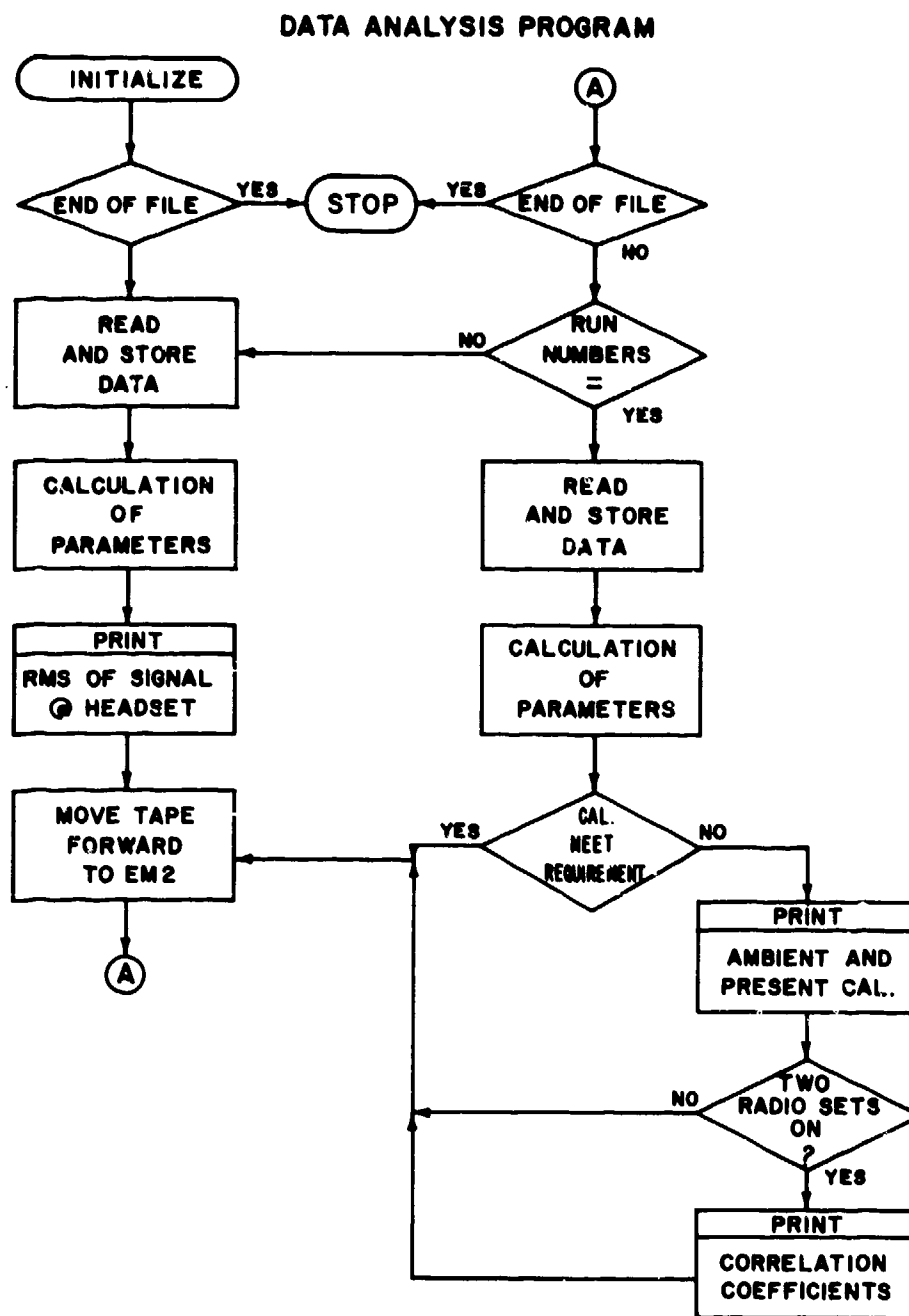 DATA ANALYSIS PROGRAM
INITIALIZE
END OF FILE
YES
STOP
READ
AND STORE
DATA
CALCULATION
OF
PARAMETERS
PRINT
RMS OF SIGNAL
@ HEADSET
MOVE TAPE
FORWARD
TO EM2
A
A
END OF FILE
YES
NO
RUN
NUMBERS
=
NO
YES
READ
AND STORE
DATA
CALCULATION
OF
PARAMETERS
CAL.
MEET
REQUIREMENT
YES
NO
PRINT
AMBIENT AND
PRESENT CAL.
TWO
RADIO SETS
ON
?
NO
YES
PRINT
CORRELATION
COEFFICIENTS